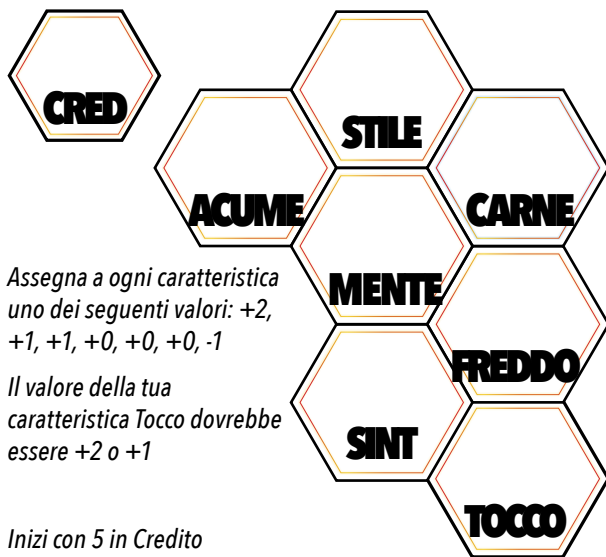 CRED
STILE
ACUME
CARNE
MENTE
Assegna a ogni caratteristica
uno dei seguenti valori: +2,
+1, +1, +0, +0, +0, -1
FREDDO
Il valore della tua
caratteristica Tocco dovrebbe
essere +2 o +1
SINT
TOCCO
Inizi con 5 in Credito